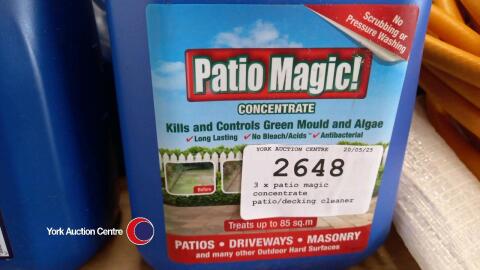 No
Scrubbing or
Pressure Washing
Patio Magic!
CONCENTRATE
Kills and Controls Green Mould and Algae
✓Long Lasting ✓No Bleach/Acids ✓Antibacterial
YORK AUCTION CENTRE 20/05/25
2648
3 x patio magic
concentrate
patio/decking cleaner
Before
Treats up to 85 sq.m
PATIOS • DRIVEWAYS • MASONRY
and many other Outdoor Hard Surfaces
York Auction Centre